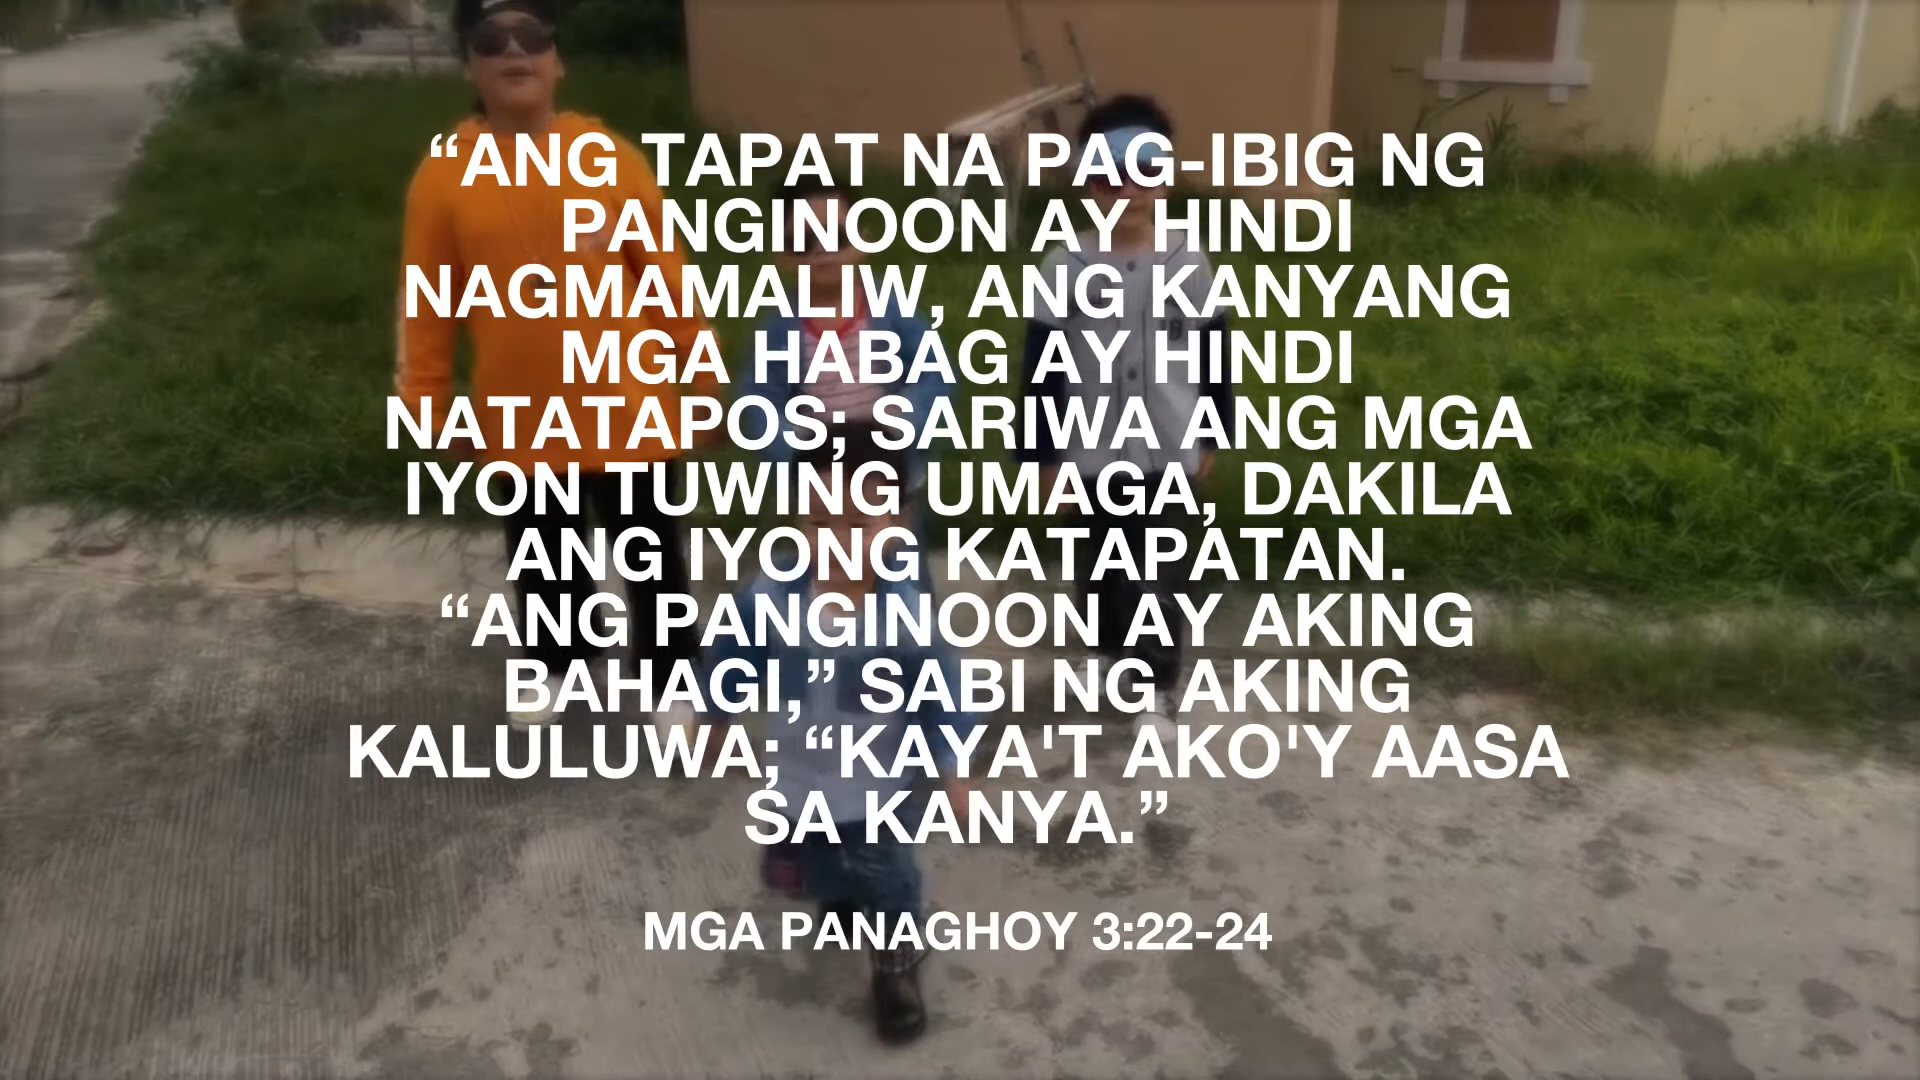 “ANG TAPAT NA PAG-IBIG NG
PANGINOON AY HINDI
NAGMAMALIW, ANG KANYANG
MGA HABAG AY HINDI
NATATAPOS; SARIWA ANG MGA
IYON TUWING UMAGA, DAKILA
ANG IYONG KATAPATAN.
“ANG PANGINOON AY AKING
BAHAGI,” SABI NG AKING
KALULUWA; “KAYA'T AKO'Y AASA
SA KANYA.”
MGA PANAGHOY 3:22-24